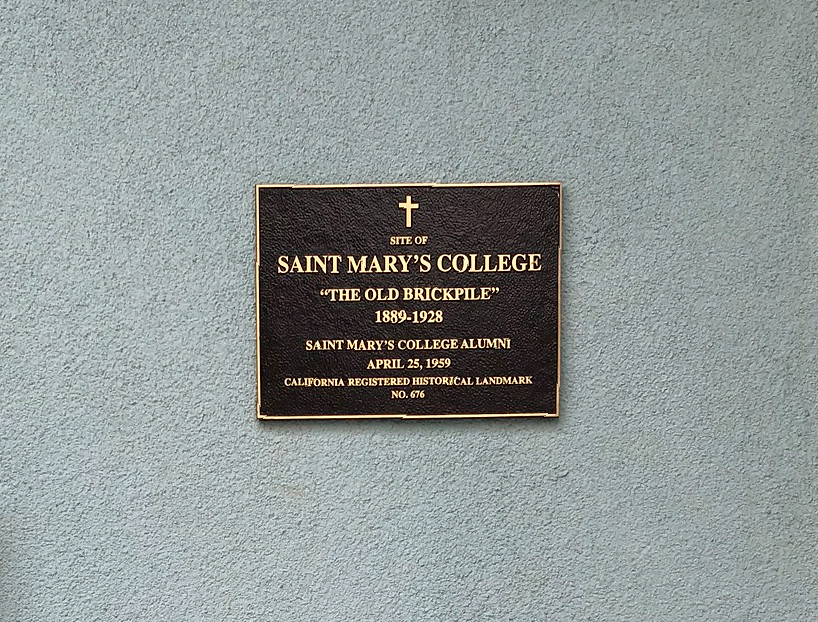 SITE OF
SAINT MARY'S COLLEGE
“THE OLD BRICKPILE”
1889-1928
SAINT MARY'S COLLEGE ALUMNI
APRIL 25, 1959
CALIFORNIA REGISTERED HISTORICAL LANDMARK
NO. 676